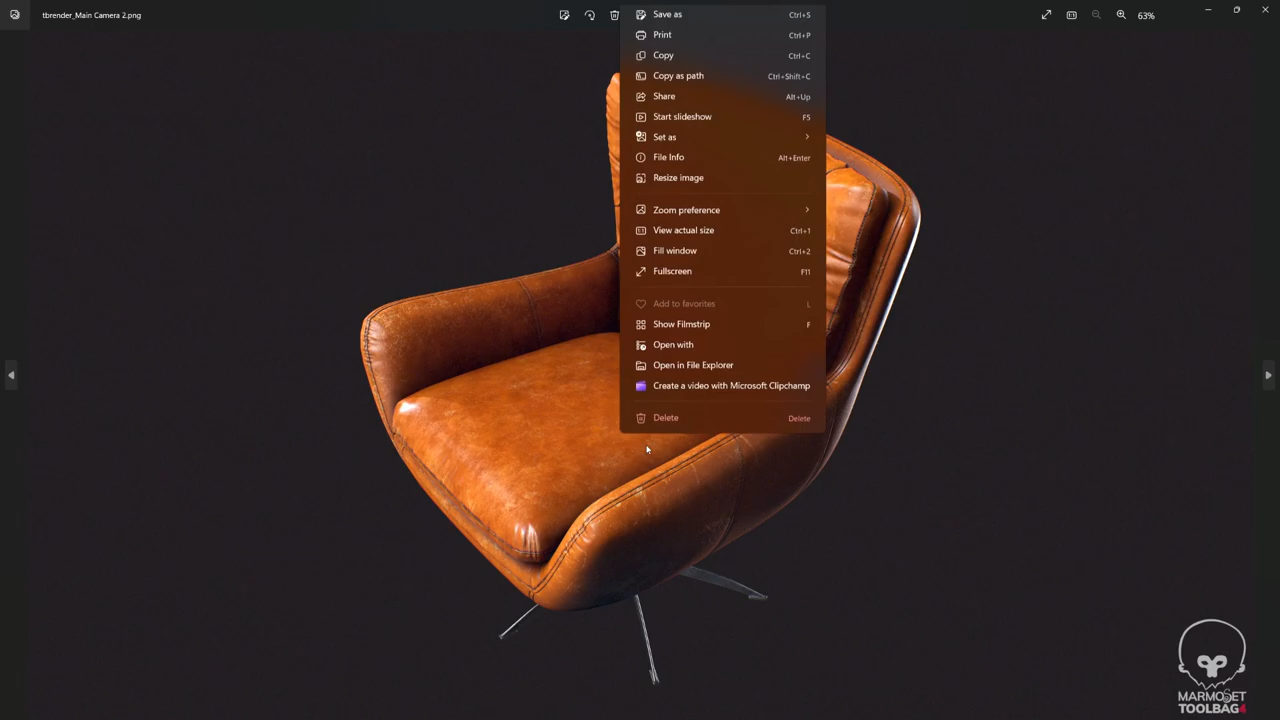 tbrender_Main Camera 2.png
63%
Save as Ctrl+S
Print Ctrl+P
Copy Ctrl+C
Copy as path Ctrl+Shift+C
Share Alt+Up
Start slideshow F5
Set as
File Info Alt+Enter
Resize image
Zoom preference
View actual size Ctrl+1
Fill window Ctrl+2
Fullscreen F11
Add to favorites L
Show Filmstrip F
Open with
Open in File Explorer
Create a video with Microsoft Clipchamp
Delete Delete
MARMOSET
TOOLBAG4